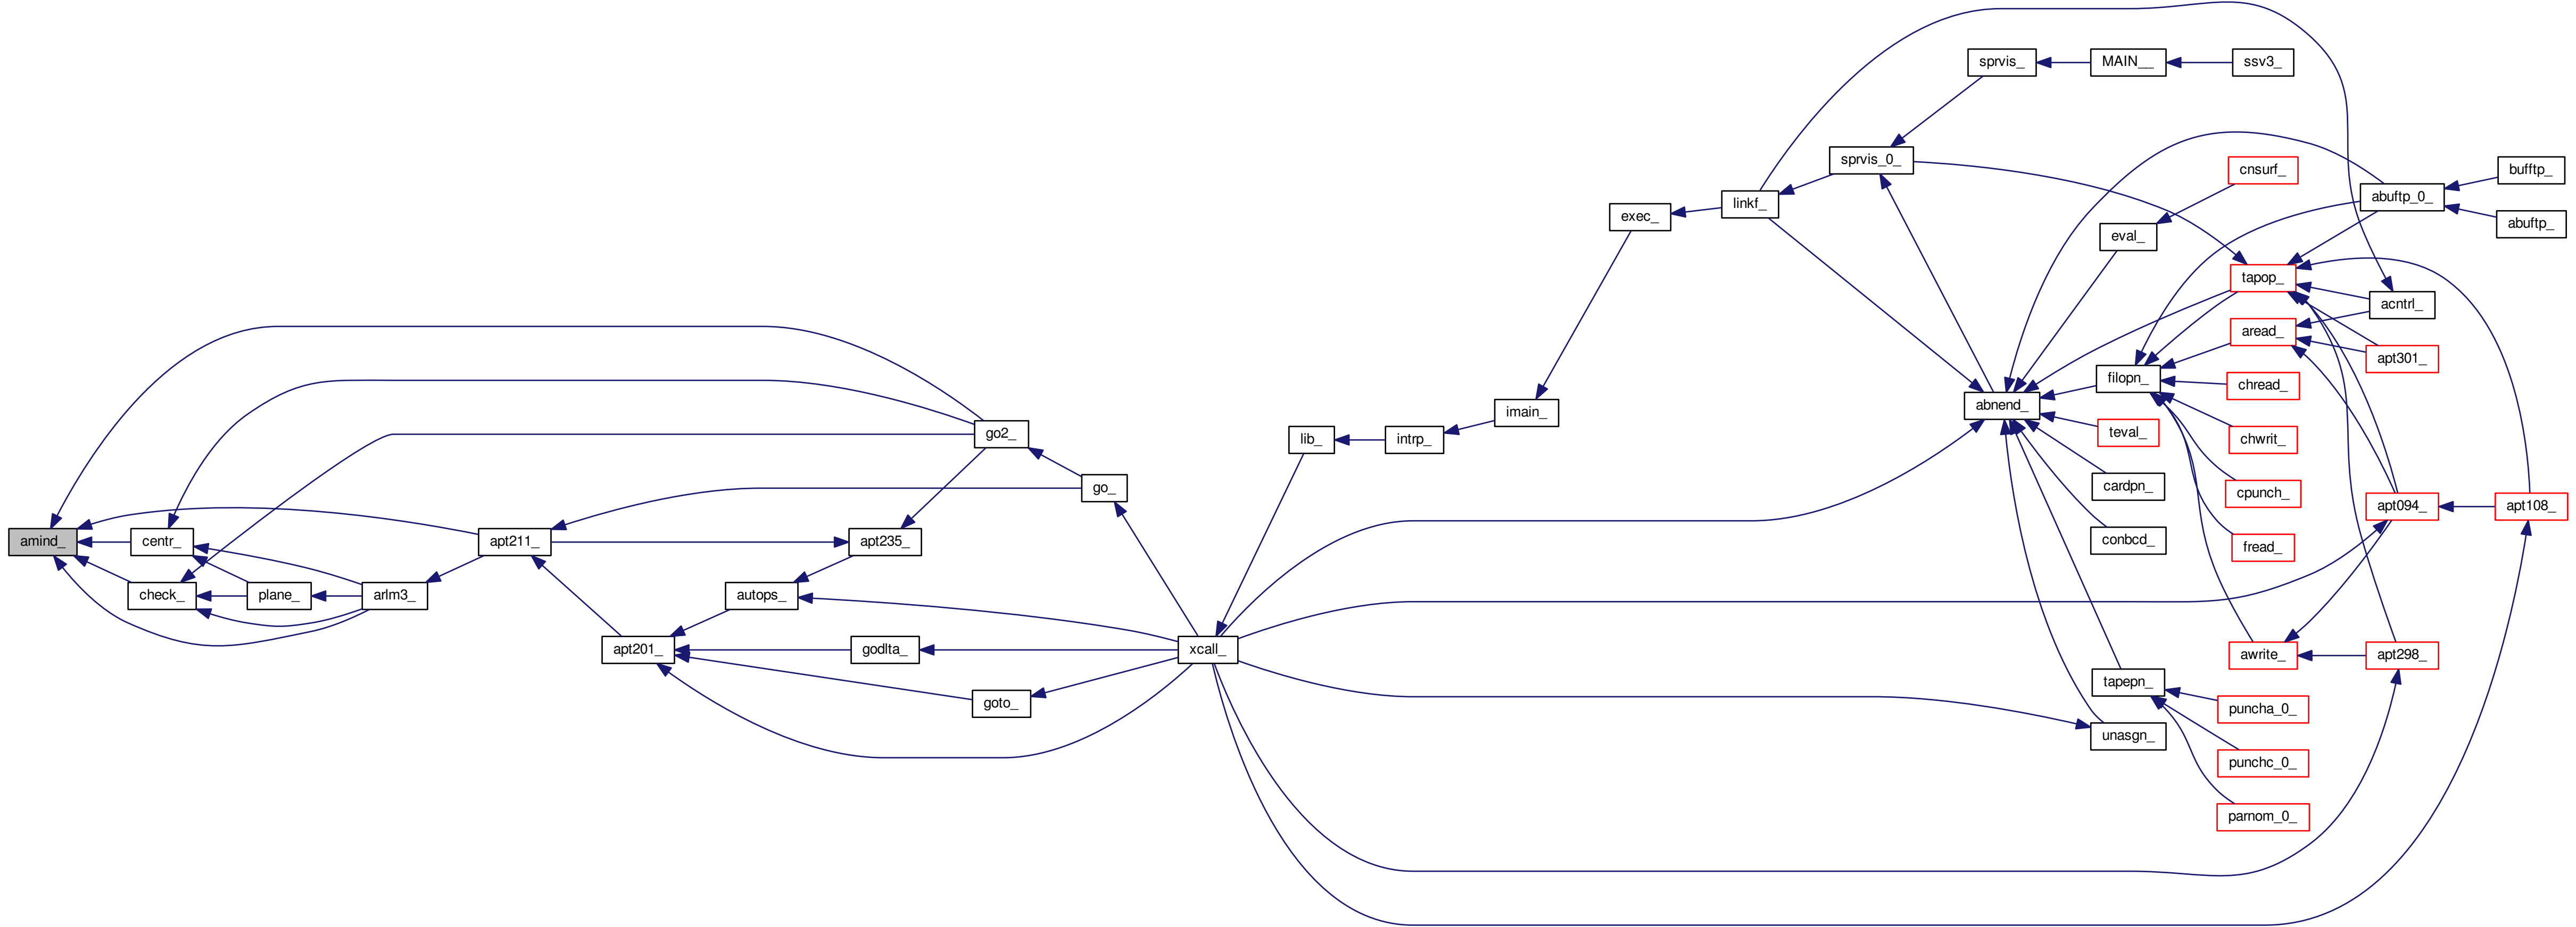 amind_
centr_
check_
plane_
arlm3_
apt211_
apt201_
autops_
apt235_
godlta_
goto_
go2_
go_
xcall_
lib_
intrp_
imain_
exec_
linkf_
sprvis_0_
sprvis_
MAIN__
ssv3_
abnend_
eval_
cnsurf_
filopn_
teval_
cardpn_
conbcd_
tapepn_
unasgn_
tapop_
aread_
chread_
chwrit_
cpunch_
fread_
awrite_
puncha_0_
punchc_0_
parnom_0_
abuftp_0_
acntrl_
apt301_
apt094_
apt298_
bufftp_
abuftp_
apt108_